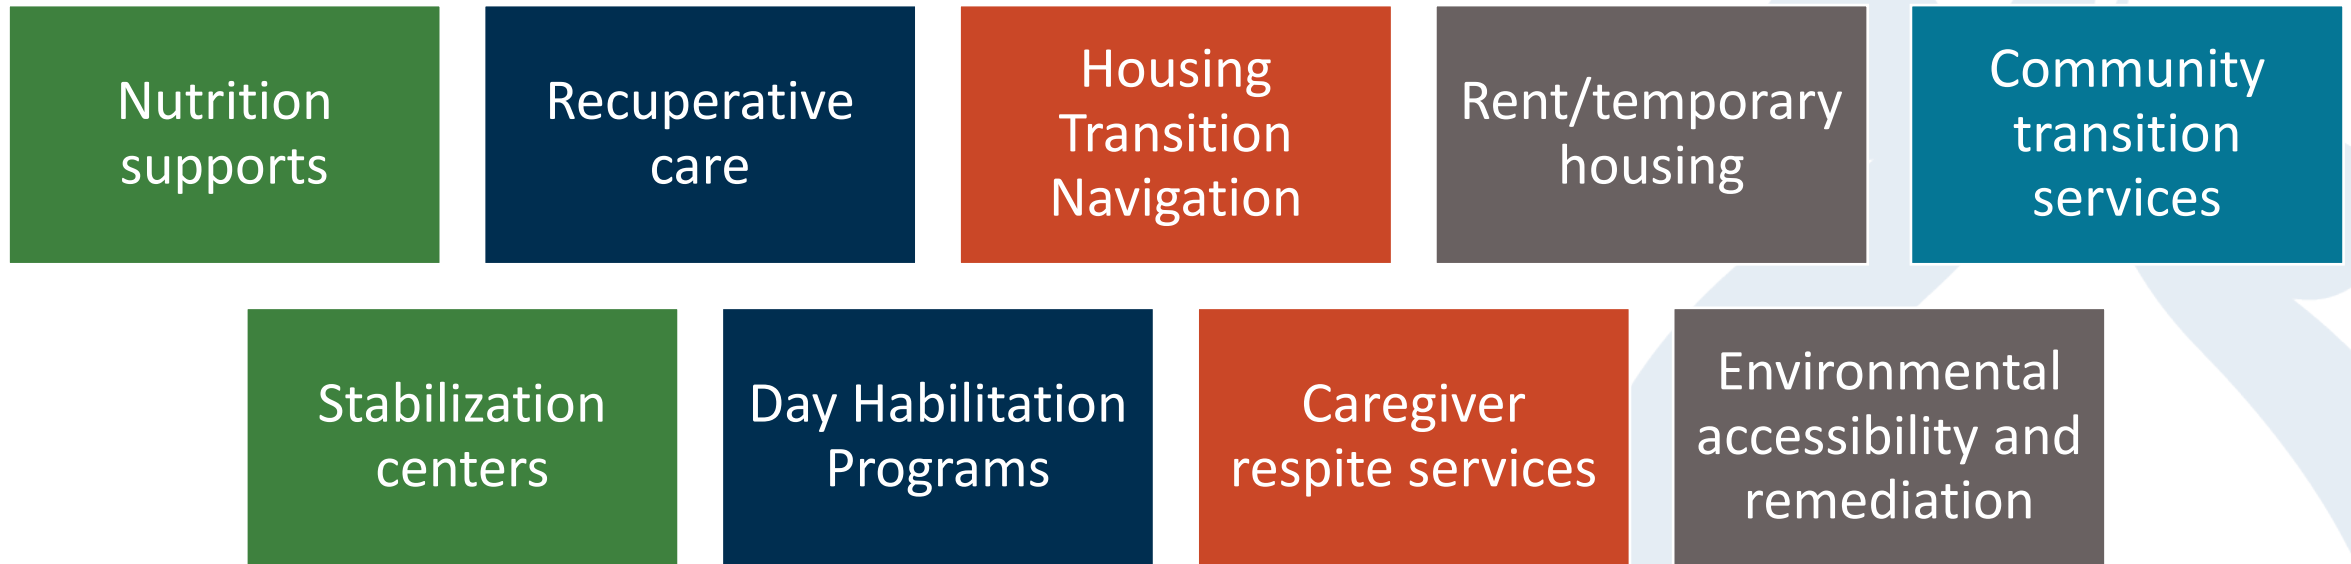 Nutrition
supports
Recuperative
care
Housing
Transition
Navigation
Rent/temporary
housing
Community
transition
services
Stabilization
centers
Day Habilitation
Programs
Caregiver
respite services
Environmental
accessibility and
remediation